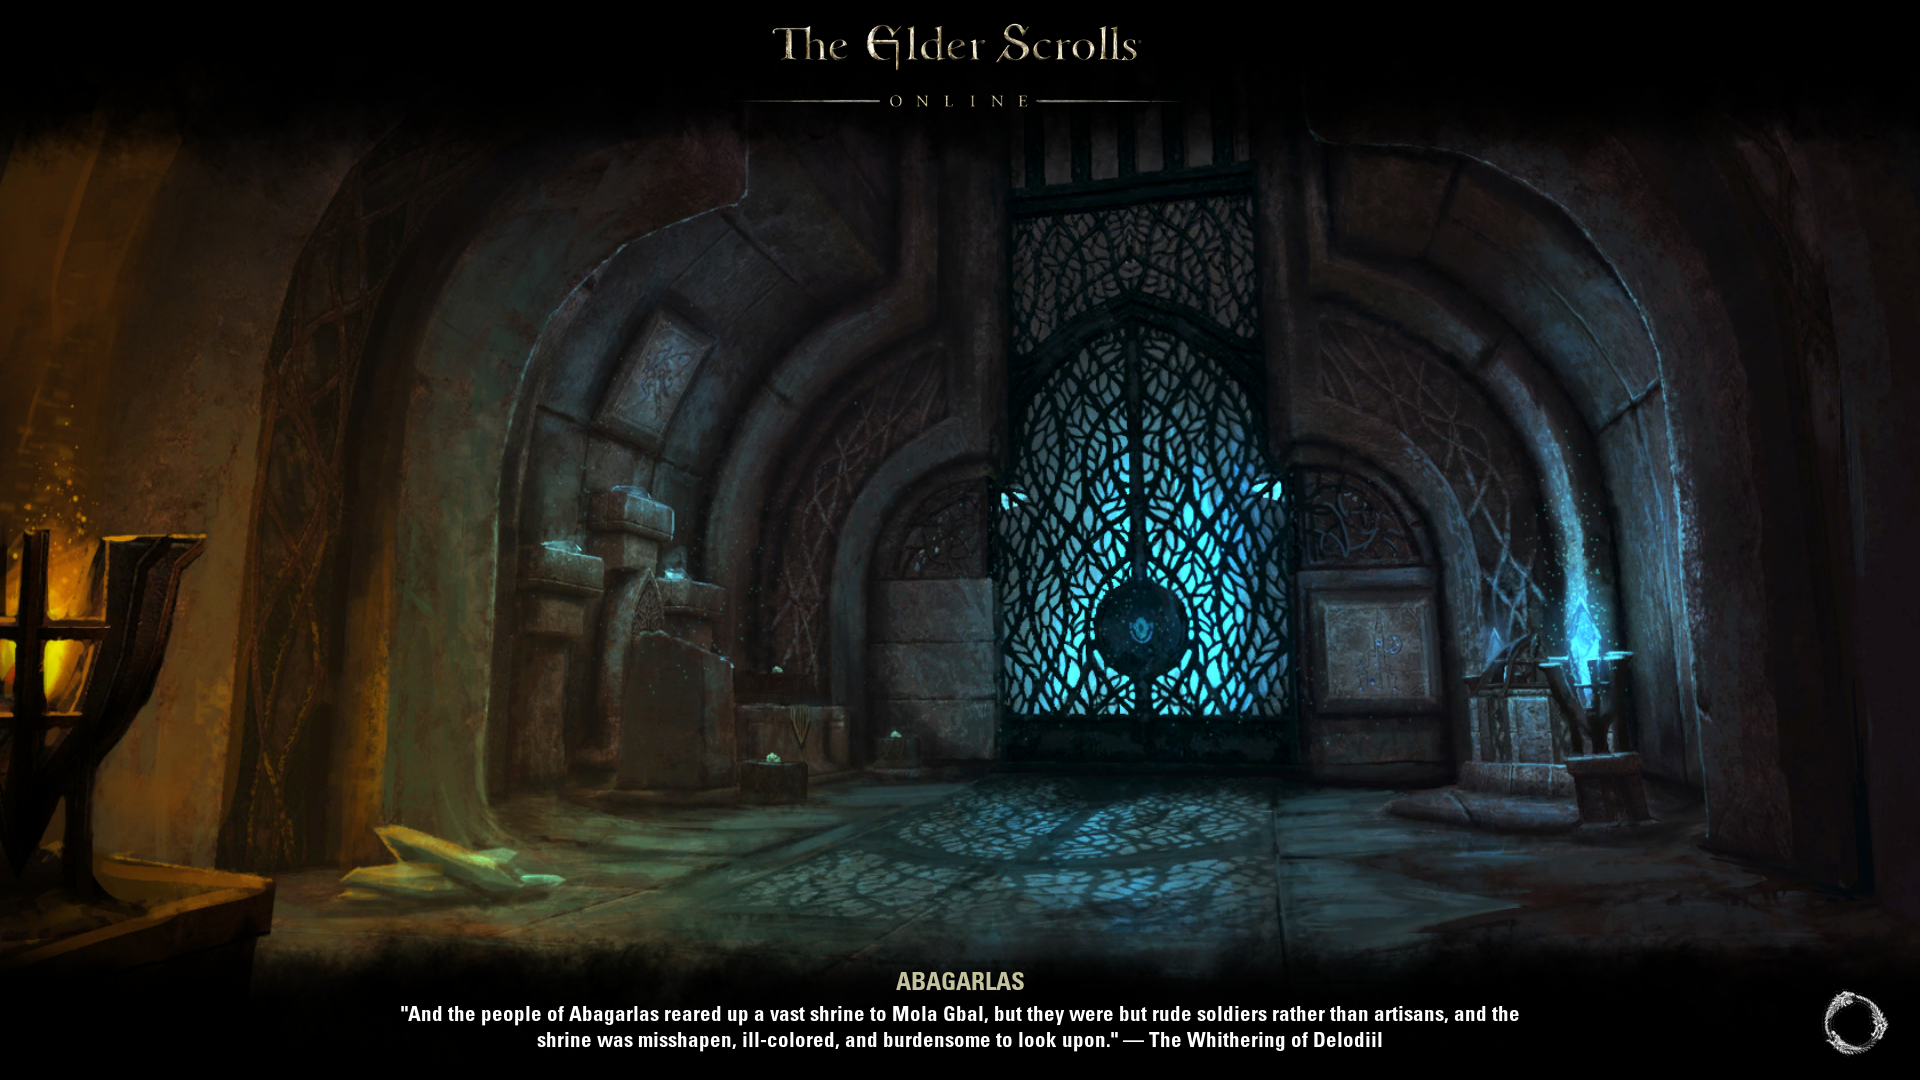 The Elder Scrolls
ONLINE
ABAGARLAS
"And the people of Abagarlas reared up a vast shrine to Mola Gbal, but they were but rude soldiers rather than artisans, and the
shrine was misshapen, ill-colored, and burdensome to look upon." — The Whithering of Delodiil